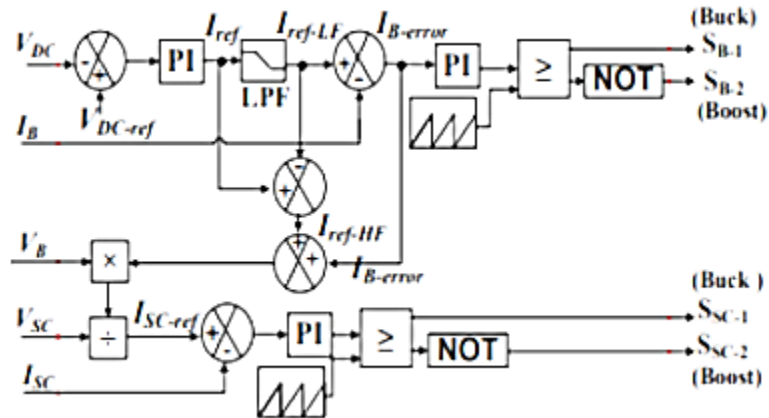 (Buck)
V_DC - + PI I_ref LPF I_ref-LF + - I_B-error PI ≥ S_B-1
NOT S_B-2
(Boost)
V_DC-ref
I_B
- +
I_ref-HF
+ +
I_B-error
V_B ×
(Buck )
V_SC ÷ I_SC-ref + - PI ≥ S_SC-1
NOT S_SC-2
I_SC
(Boost)